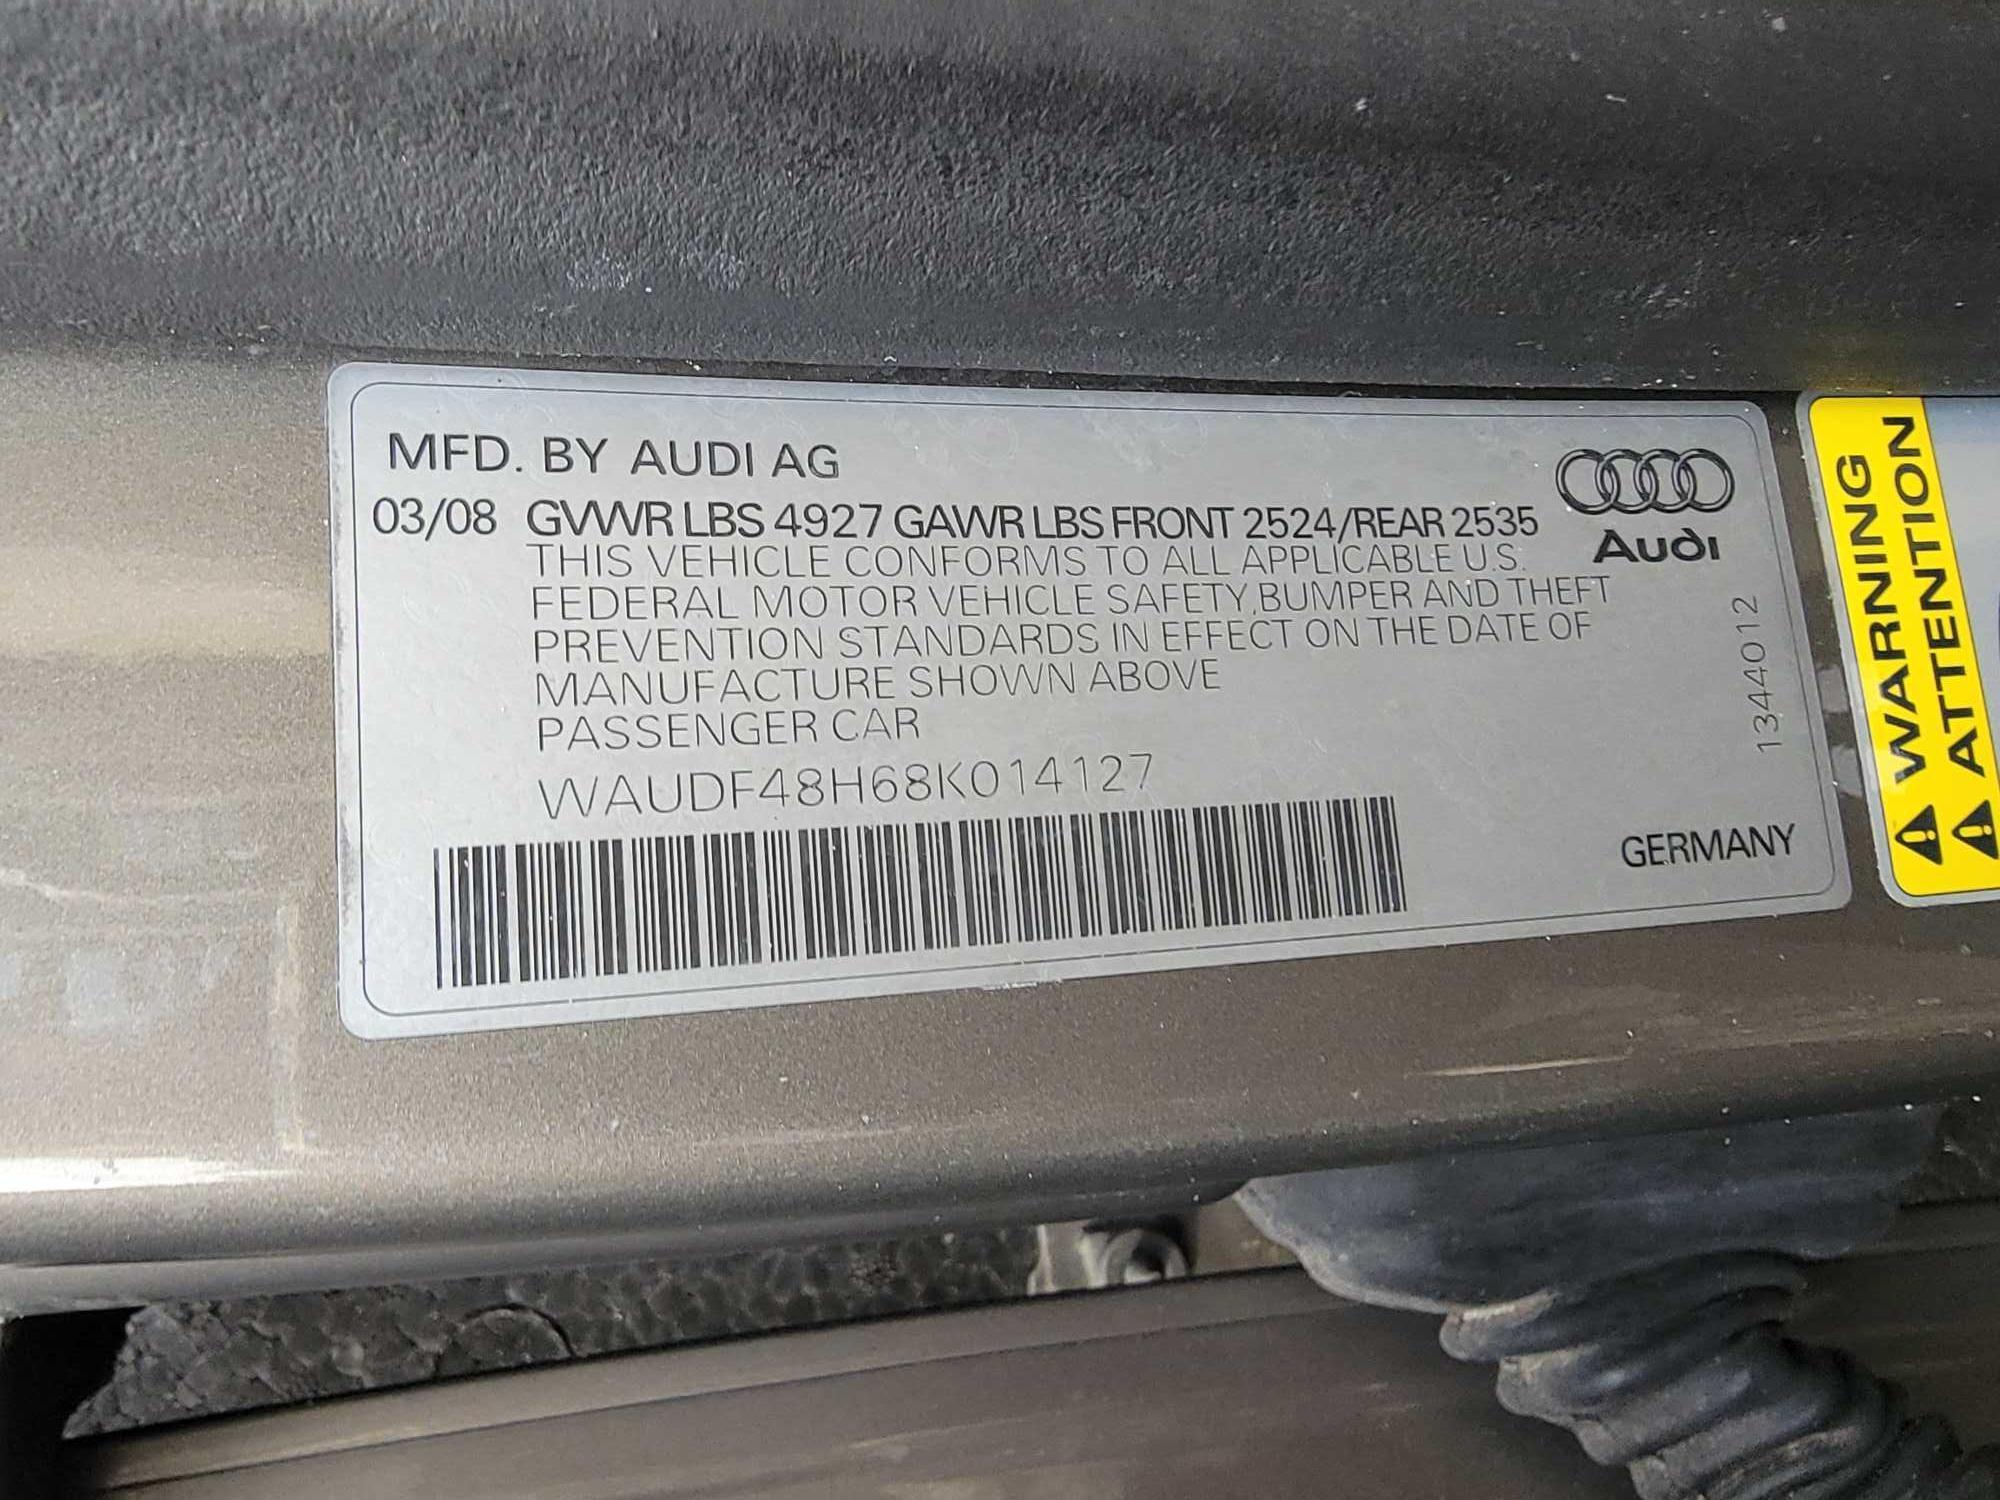 MFD. BY AUDI AG
03/08 GVWR LBS 4927 GAWR LBS FRONT 2524/REAR 2535
Audi
THIS VEHICLE CONFORMS TO ALL APPLICABLE U.S.
FEDERAL MOTOR VEHICLE SAFETY, BUMPER AND THEFT
PREVENTION STANDARDS IN EFFECT ON THE DATE OF
MANUFACTURE SHOWN ABOVE
PASSENGER CAR
WAUDF48H68K014127
GERMANY
1344012
WARNING
ATTENTION